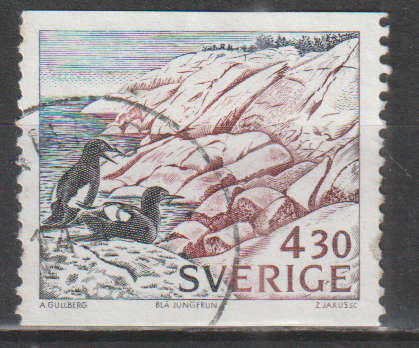 4 30
SVERIGE
A GULLBERG BLÅ JUNGFRUN Z. JAKUS SC